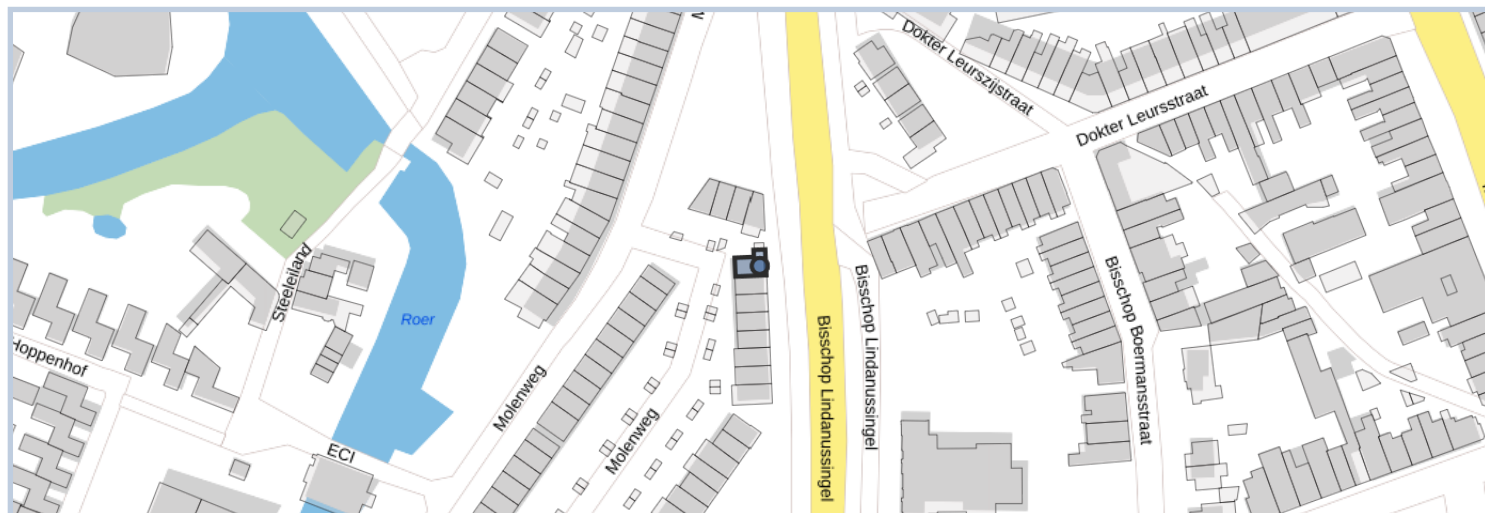 Dokter Leurszijstraat
Dokter Leursstraat
Steeleiland
Roer
Hoppenhof
Molenweg
Molenweg
ECI
Bisschop Lindanussingel
Bisschop Lindanussingel
Bisschop Boermansstraat